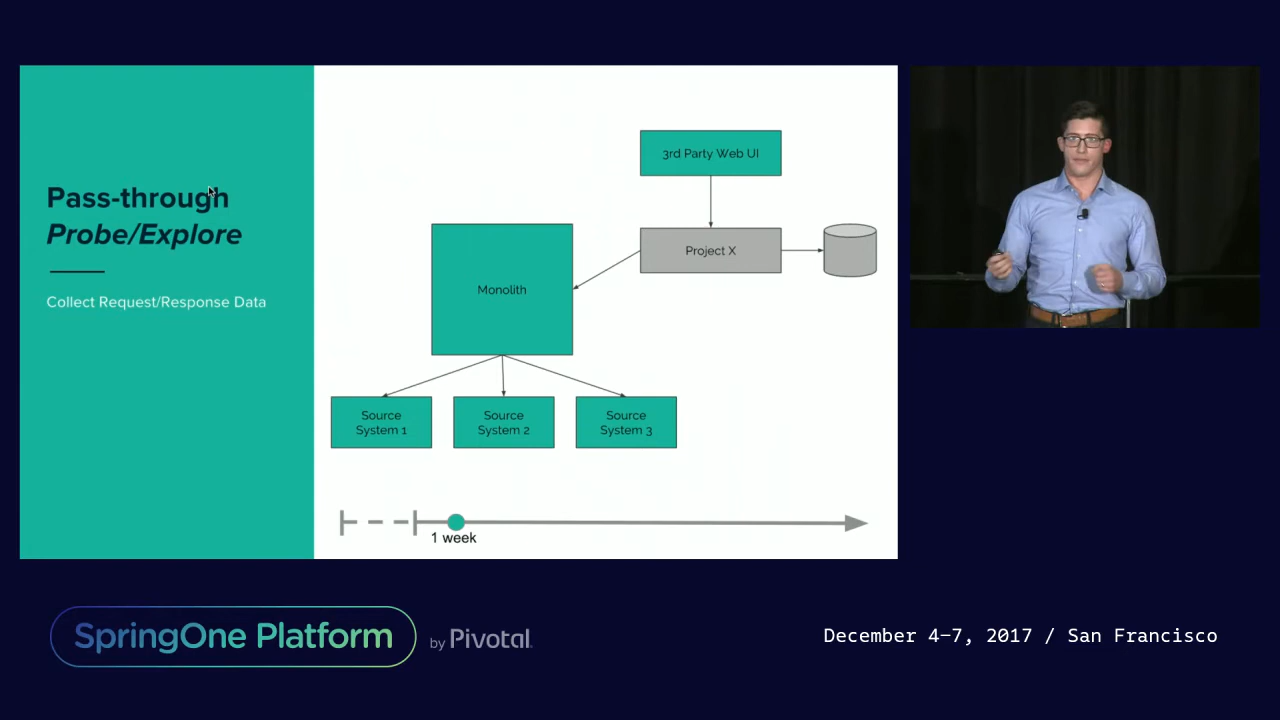 Pass-through
Probe/Explore
Collect Request/Response Data
3rd Party Web UI
Project X
Monolith
Source
System 1
Source
System 2
Source
System 3
1 week
SpringOne Platform
by Pivotal
December 4–7, 2017 / San Francisco